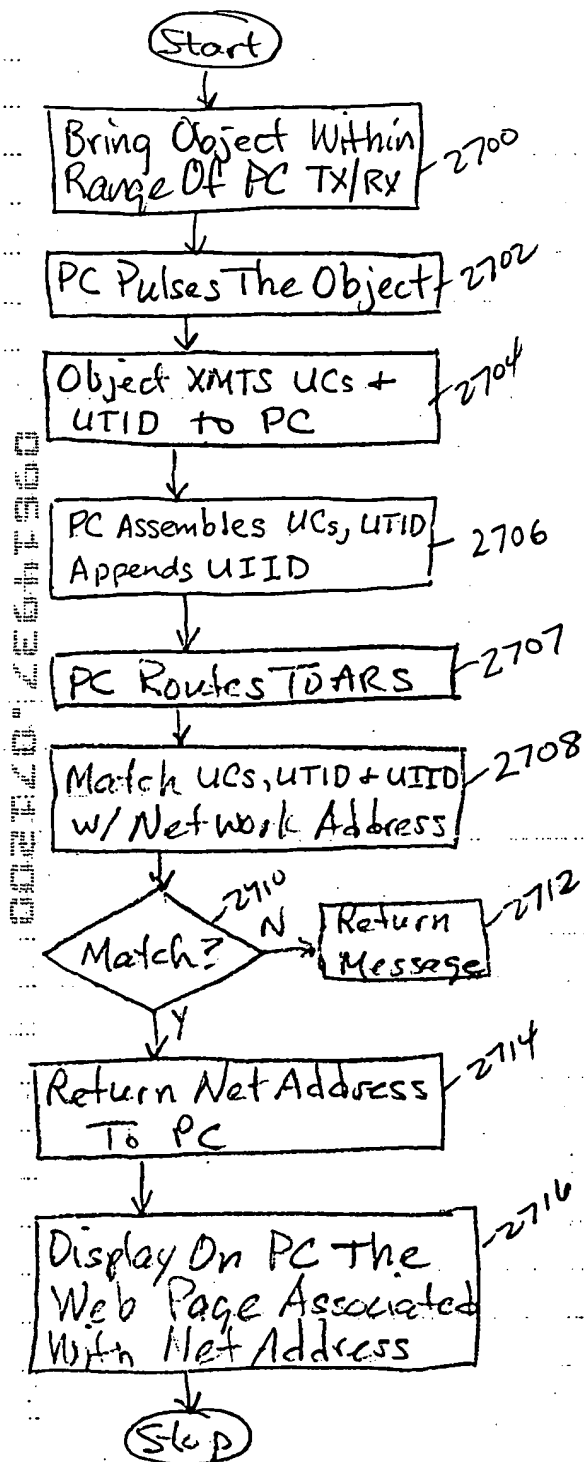 Start
Bring Object Within
Range Of PC TX/RX
2700
PC Pulses The Object
2702
Object XMTS UCs +
UTID to PC
2704
PC Assembles UCs, UTID
Appends UIID
2706
PC Routes To ARS
2707
Match UCs, UTID + UIID
w/ Network Address
2708
2710
Match?
N
Return
Message
2712
Y
Return Net Address
To PC
2714
Display On PC The
Web Page Associated
With Net Address
2716
Stop